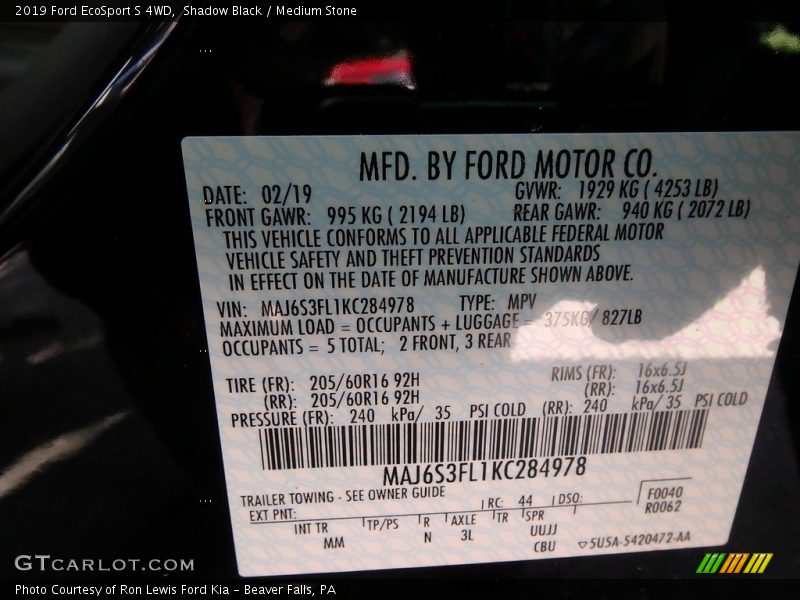 2019 Ford EcoSport S 4WD, Shadow Black / Medium Stone
MFD. BY FORD MOTOR CO.
DATE: 02/19 GVWR: 1929 KG ( 4253 LB)
FRONT GAWR: 995 KG ( 2194 LB) REAR GAWR: 940 KG ( 2072 LB)
THIS VEHICLE CONFORMS TO ALL APPLICABLE FEDERAL MOTOR
VEHICLE SAFETY AND THEFT PREVENTION STANDARDS
IN EFFECT ON THE DATE OF MANUFACTURE SHOWN ABOVE.
VIN: MAJ6S3FL1KC284978 TYPE: MPV
MAXIMUM LOAD = OCCUPANTS + LUGGAGE = 375KG/ 827LB
OCCUPANTS = 5 TOTAL; 2 FRONT, 3 REAR
TIRE (FR): 205/60R16 92H RIMS (FR): 16x6.5J
(RR): 205/60R16 92H (RR): 16x6.5J
PRESSURE (FR): 240 kPa/ 35 PSI COLD (RR): 240 kPa/ 35 PSI COLD
MAJ6S3FL1KC284978
TRAILER TOWING - SEE OWNER GUIDE
EXT PNT: RC: 44 DSO: F0040
R0062
INT TR TP/PS R AXLE TR SPR
MM N 3L UUJJ
CBU 5U5A-5420472-AA
GTCARLOT.COM
Photo Courtesy of Ron Lewis Ford Kia - Beaver Falls, PA